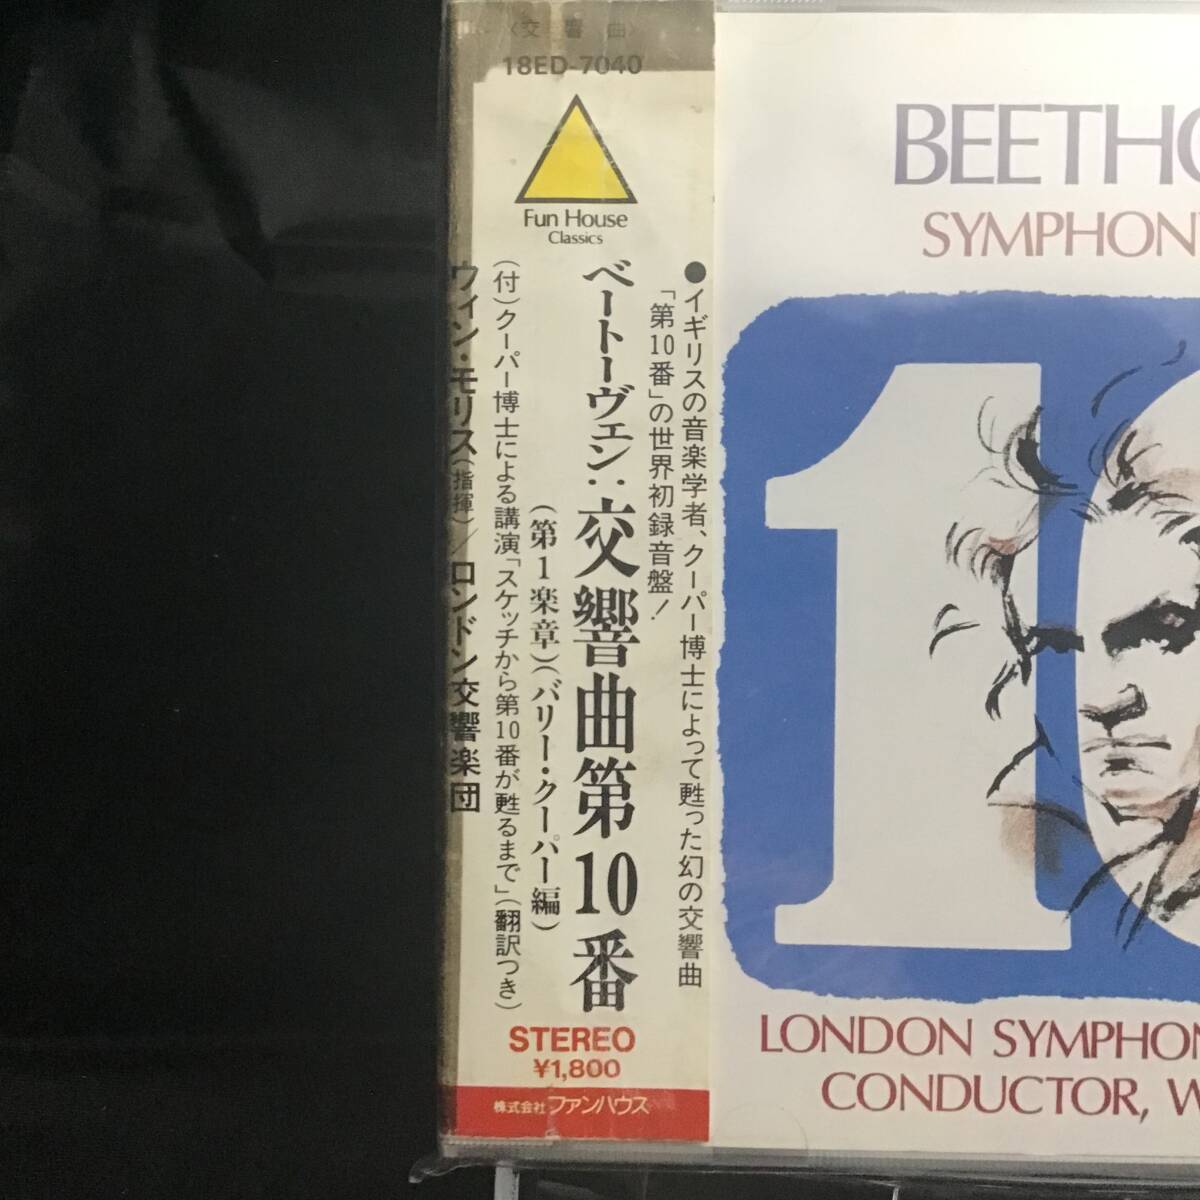 〈交響曲〉
18ED-7040
Fun House
Classics
●イギリスの音楽学者、クーパー博士によって甦った幻の交響曲
「第10番」の世界初録音盤！
ベートーヴェン:交響曲第10番
(第1楽章)(バリー・クーパー編)
(付)クーパー博士による講演「スケッチから第10番が甦るまで」(翻訳つき)
ウィン・モリス(指揮)／ロンドン交響楽団
STEREO
¥1,800
株式会社ファンハウス
BEETHO
SYMPHON
10
LONDON SYMPHON
CONDUCTOR, W